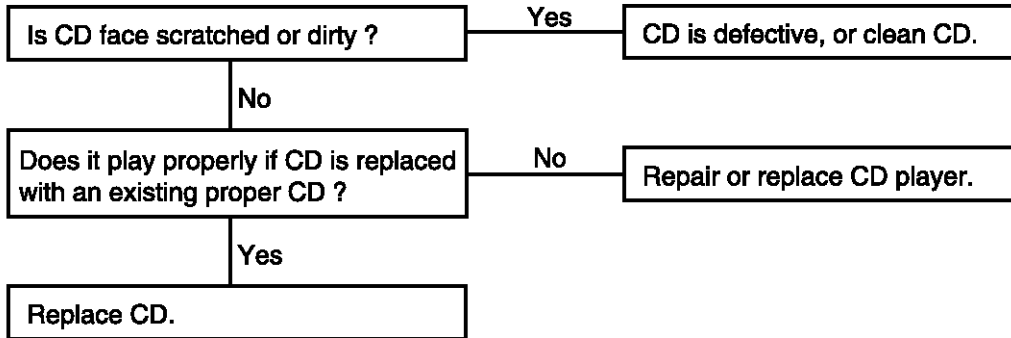 Is CD face scratched or dirty ?
Yes
CD is defective, or clean CD.
No
Does it play properly if CD is replaced
with an existing proper CD ?
No
Repair or replace CD player.
Yes
Replace CD.